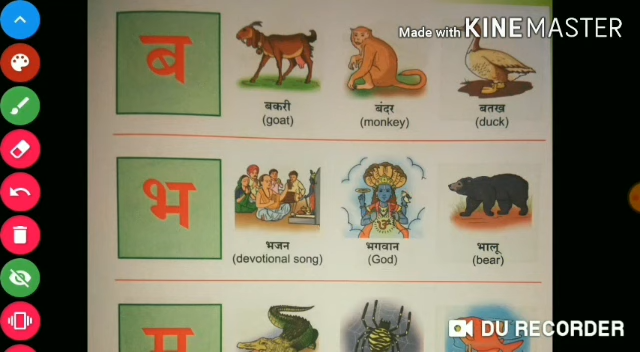 Made with KINEMASTER
ब
बकरी
(goat)
बंदर
(monkey)
बतख
(duck)
भ
भजन
(devotional song)
भगवान
(God)
भालू
(bear)
DU RECORDER